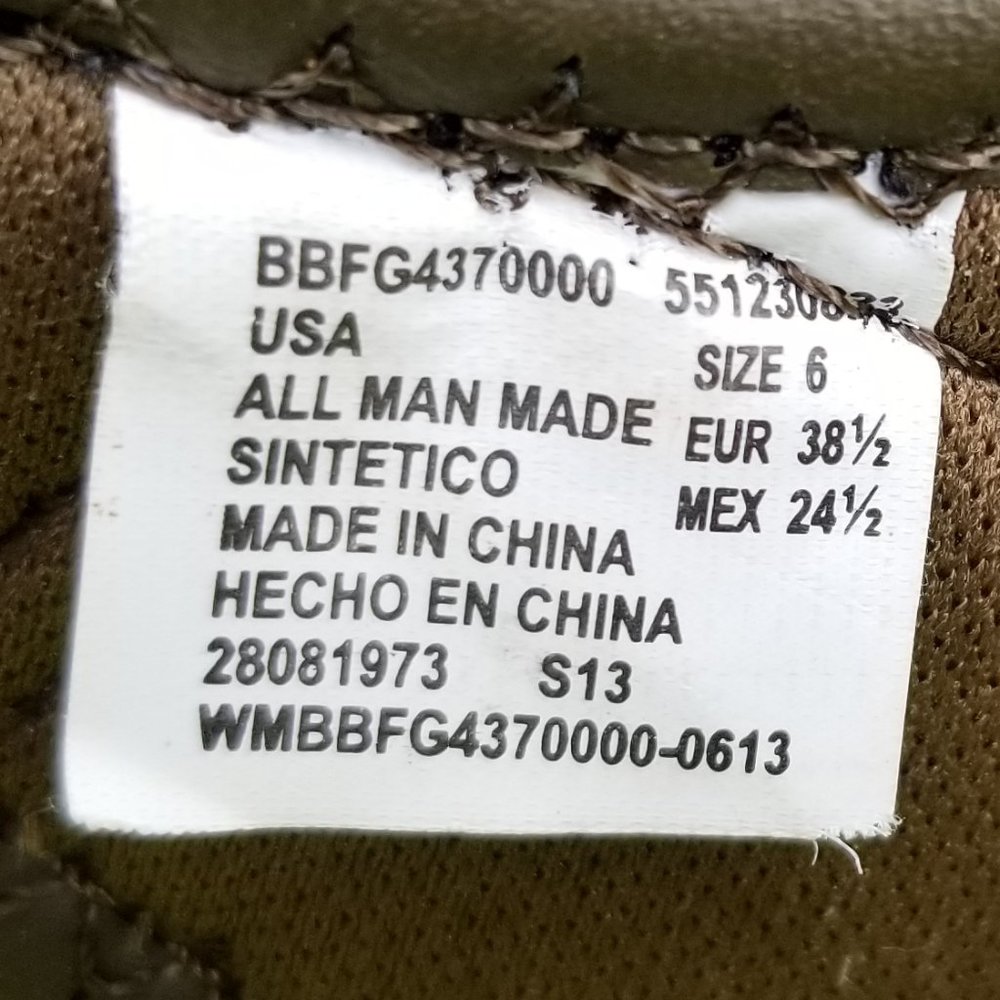 BBFG4370000
USA
SIZE 6
ALL MAN MADE
EUR 38½
SINTETICO
MEX 24½
MADE IN CHINA
HECHO EN CHINA
28081973 S13
WMBBFG4370000-0613